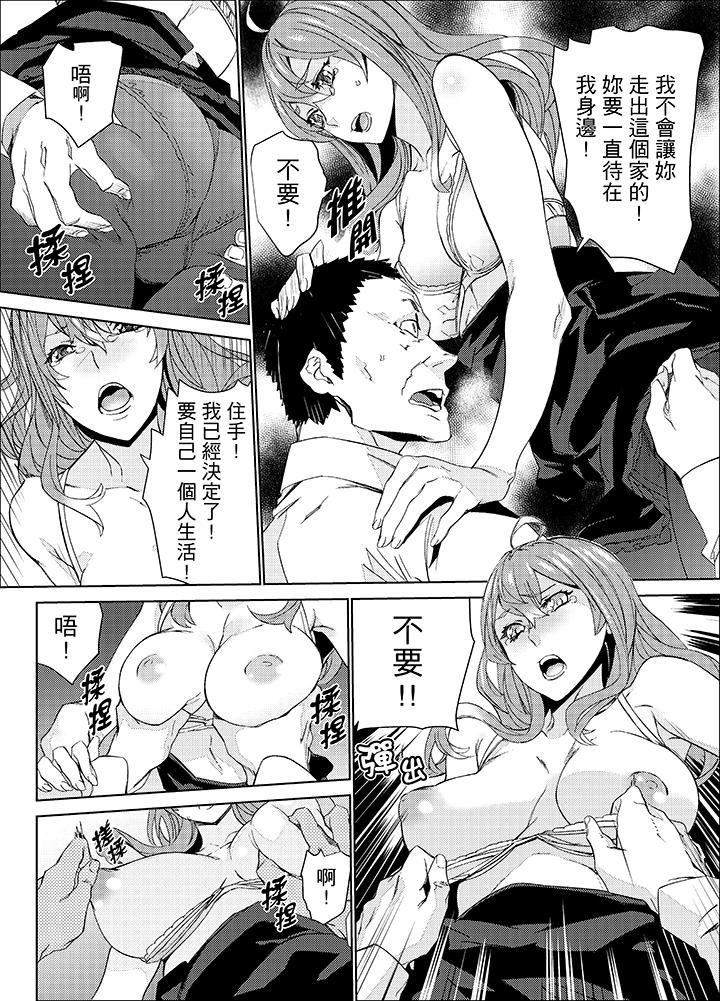 我不會讓妳
走出這個家的！
妳要一直待在
我身邊！
不要！
推開
唔啊！
揉捏
揉捏
住手！
我已經決定了！
要自己一個人生活！
不要！！
彈出
唔！
揉捏
揉捏
搓揉
啊！
揉捏